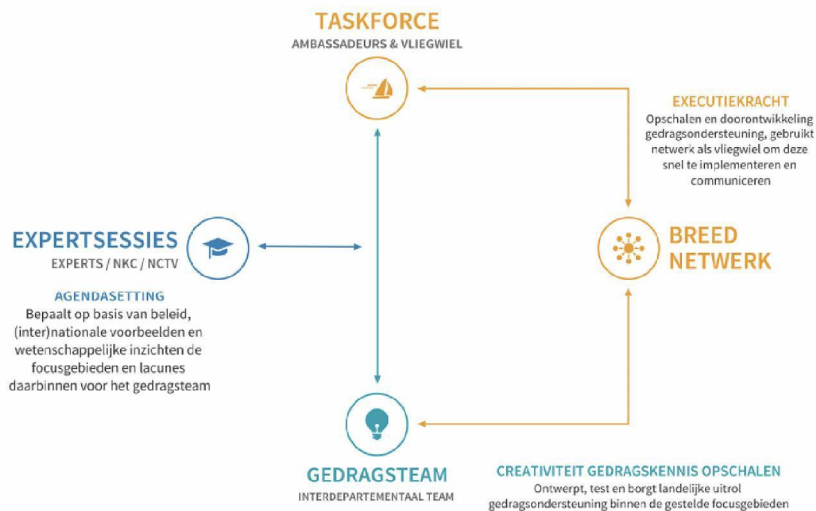 TASKFORCE
AMBASSADEURS & VLIEGWIEL
EXECUTIEKRACHT
Opschalen en doorontwikkeling
gedragsondersteuning, gebruikt
netwerk als vliegwiel om deze
snel te implementeren en
communiceren
EXPERTSESSIES
EXPERTS / NKC / NCTV
BREED
NETWERK
AGENDASETTING
Bepaalt op basis van beleid,
(inter)nationale voorbeelden en
wetenschappelijke inzichten de
focusgebieden en lacunes
daarbinnen voor het gedragsteam
GEDRAGSTEAM
INTERDEPARTEMENTAAL TEAM
CREATIVITEIT GEDRAGSKENNIS OPSCHALEN
Ontwerpt, test en borgt landelijke uitrol
gedragsondersteuning binnen de gestelde focusgebieden